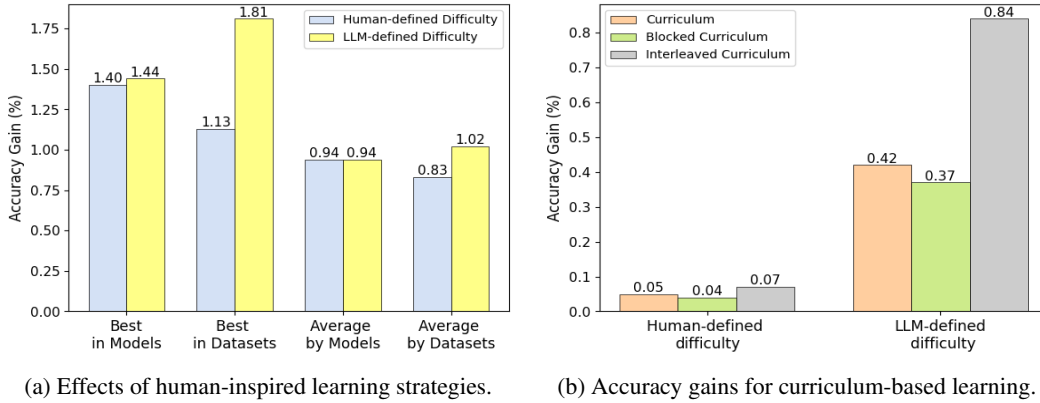 Accuracy Gain (%)
1.75
1.50
1.25
1.00
0.75
0.50
0.25
0.00
Human-defined Difficulty
LLM-defined Difficulty
1.40
1.44
1.13
1.81
0.94
0.94
0.83
1.02
Best
in Models
Best
in Datasets
Average
by Models
Average
by Datasets
(a) Effects of human-inspired learning strategies.
Accuracy Gain (%)
0.8
0.7
0.6
0.5
0.4
0.3
0.2
0.1
0.0
Curriculum
Blocked Curriculum
Interleaved Curriculum
0.05
0.04
0.07
0.42
0.37
0.84
Human-defined
difficulty
LLM-defined
difficulty
(b) Accuracy gains for curriculum-based learning.